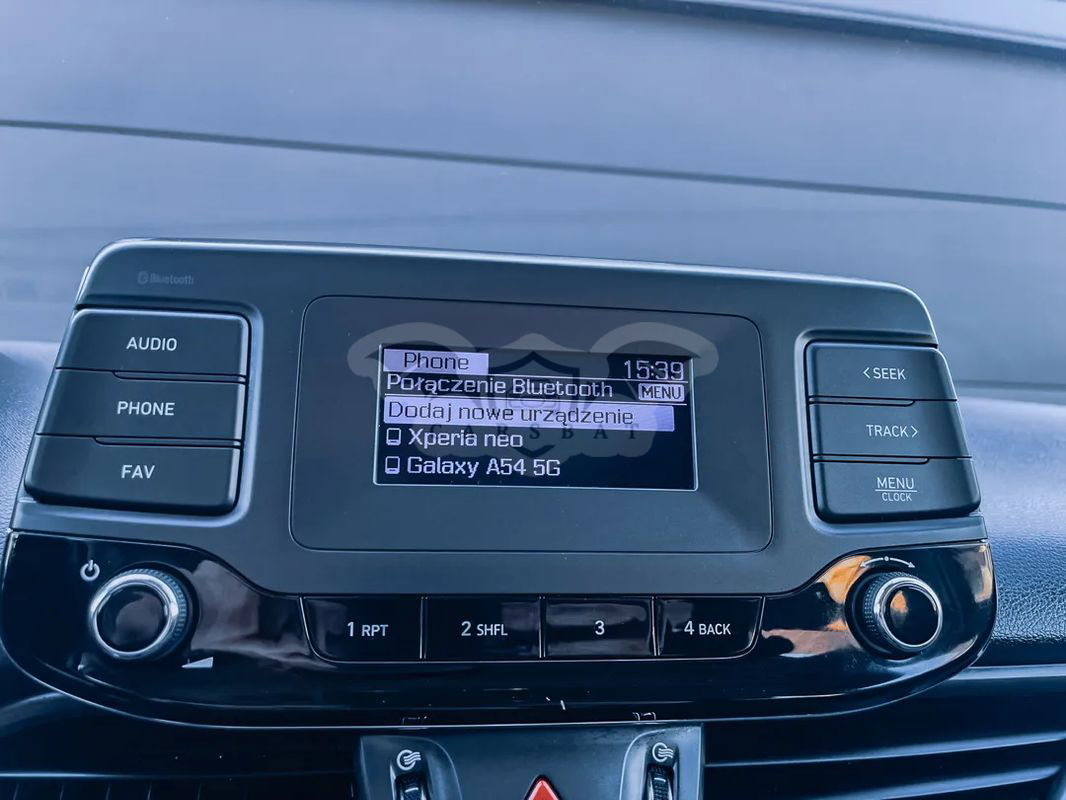 Bluetooth
AUDIO
PHONE
FAV
Phone 15:39
Połączenie Bluetooth MENU
Dodaj nowe urządzenie
Xperia neo
Galaxy A54 5G
CARSBAT
<SEEK
TRACK>
MENU
CLOCK
1 RPT
2 SHFL
3
4 BACK